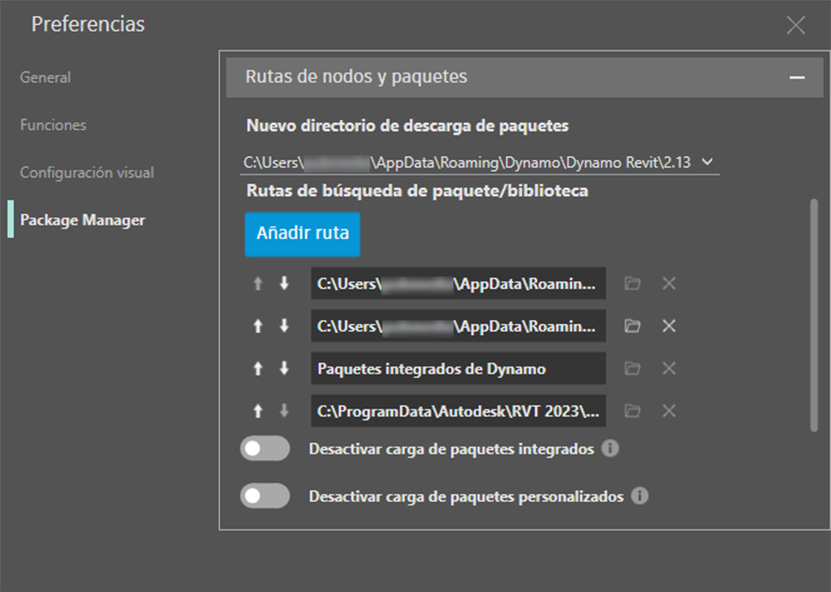 Preferencias
General
Funciones
Configuración visual
Package Manager
Rutas de nodos y paquetes
Nuevo directorio de descarga de paquetes
C:\Users\ \AppData\Roaming\Dynamo\Dynamo Revit\2.13
Rutas de búsqueda de paquete/biblioteca
Añadir ruta
C:\Users\ \AppData\Roamin...
C:\Users\ \AppData\Roamin...
Paquetes integrados de Dynamo
C:\ProgramData\Autodesk\RVT 2023\...
Desactivar carga de paquetes integrados
Desactivar carga de paquetes personalizados